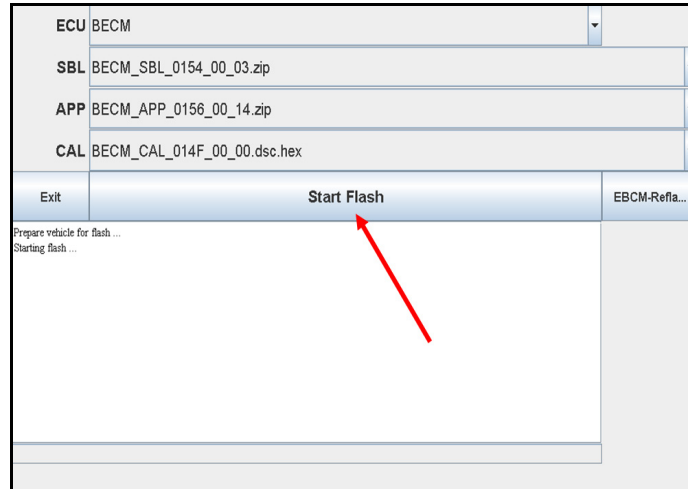 ECU BECM
SBL BECM_SBL_0154_00_03.zip
APP BECM_APP_0156_00_14.zip
CAL BECM_CAL_014F_00_00.dsc.hex
Exit Start Flash EBCM-Refla...
Prepare vehicle for flash ...
Starting flash ...